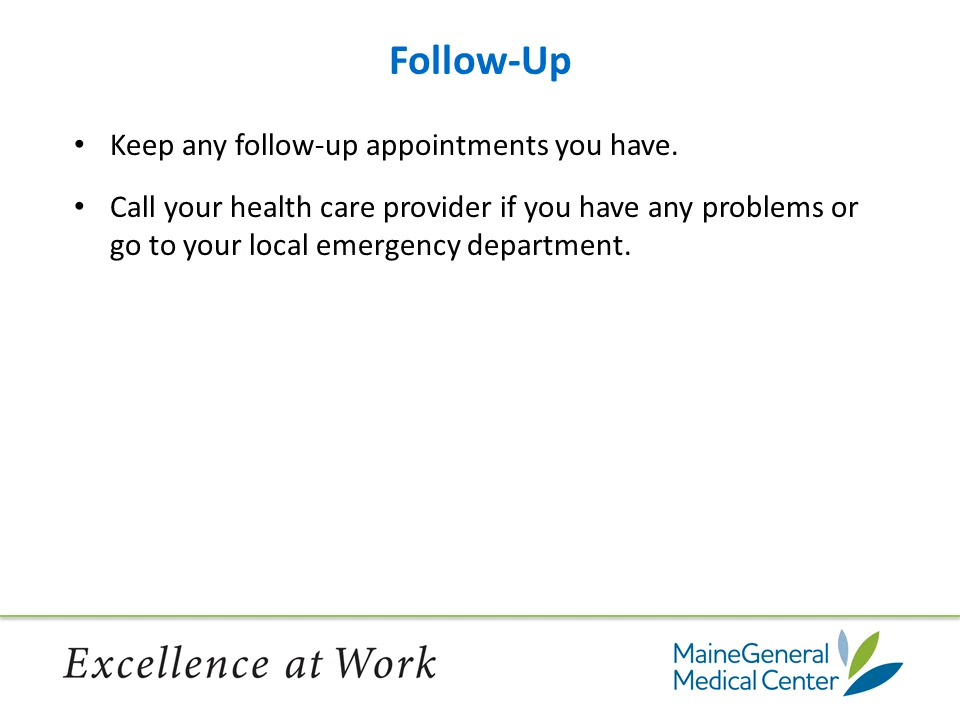 Follow-Up
• Keep any follow-up appointments you have.
• Call your health care provider if you have any problems or
go to your local emergency department.
Excellence at Work
MaineGeneral
Medical Center